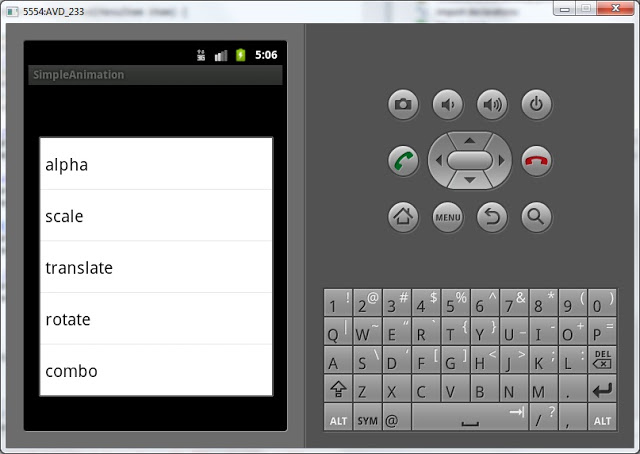 5554:AVD_233
3G
5:06
SimpleAnimation
alpha
scale
translate
rotate
combo
MENU
1 ! 2 @ 3 # 4 $ 5 % 6 ^ 7 & 8 * 9 ( 0 )
Q | W ~ E " R ` T { Y } U _ I - O + P =
A S \ D ' F [ G ] H < J > K ; L : DEL
Z X C V B N M .
ALT SYM @ / ? , ALT